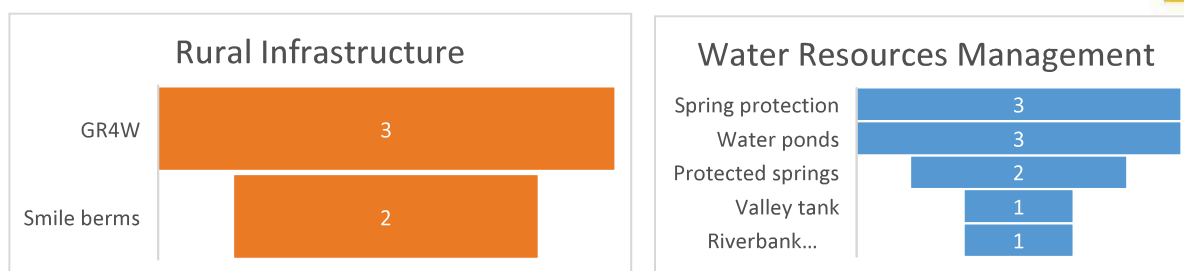 Rural Infrastructure
GR4W
3
Smile berms
2
Water Resources Management
Spring protection
3
Water ponds
3
Protected springs
2
Valley tank
1
Riverbank...
1